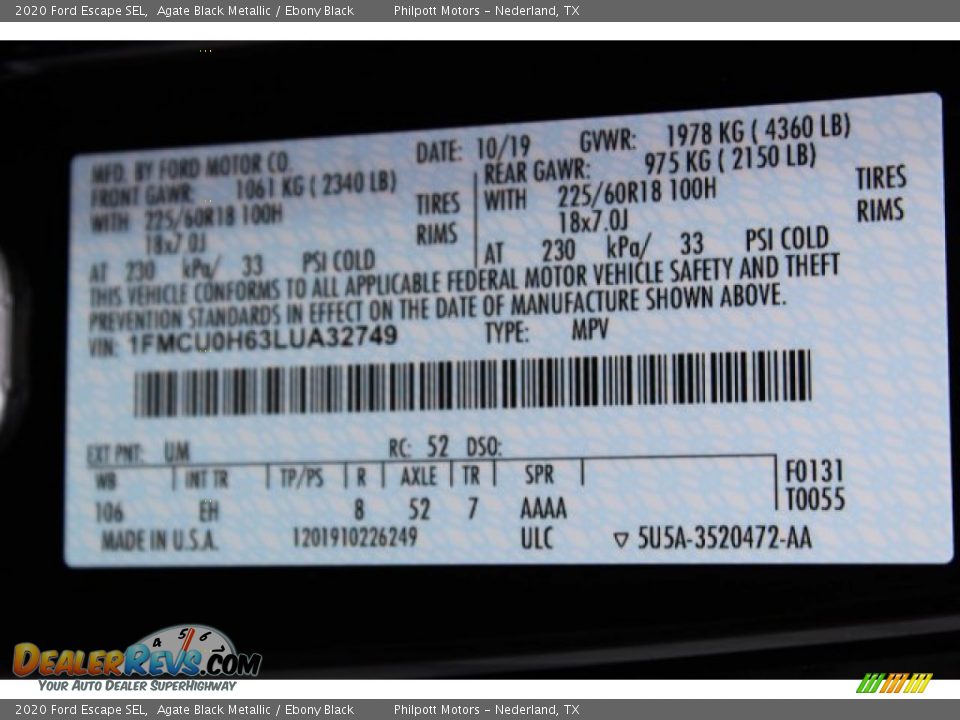 2020 Ford Escape SEL,  Agate Black Metallic / Ebony Black  Philpott Motors - Nederland, TX
MFD. BY FORD MOTOR CO.  DATE: 10/19  GVWR: 1978 KG ( 4360 LB)
FRONT GAWR: 1061 KG ( 2340 LB)  REAR GAWR: 975 KG ( 2150 LB)
WITH 225/60R18 100H TIRES  WITH 225/60R18 100H TIRES
18x7.0J RIMS  18x7.0J RIMS
AT 230 kPa/ 33 PSI COLD  AT 230 kPa/ 33 PSI COLD
THIS VEHICLE CONFORMS TO ALL APPLICABLE FEDERAL MOTOR VEHICLE SAFETY AND THEFT
PREVENTION STANDARDS IN EFFECT ON THE DATE OF MANUFACTURE SHOWN ABOVE.
VIN: 1FMCU0H63LUA32749  TYPE: MPV
EXT PNT: UM  RC: 52 DSO:
WB INT TR TP/PS R AXLE TR SPR  F0131
106 EH 8 52 7 AAAA  T0055
MADE IN U.S.A.  1201910226249  ULC  ▽ 5U5A-3520472-AA
4 5 6
DEALERREVS.COM
YOUR AUTO DEALER SUPERHIGHWAY
2020 Ford Escape SEL,  Agate Black Metallic / Ebony Black  Philpott Motors - Nederland, TX